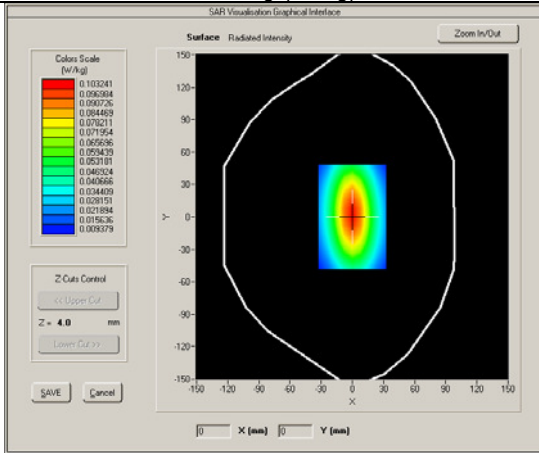 SAR Visualisation Graphical Interface
Surface Radiated Intensity
Zoom In/Out
Colors Scale
(W/kg)
0.103241
0.096984
0.090726
0.084469
0.078211
0.071954
0.065696
0.059439
0.053181
0.046924
0.040666
0.034409
0.028151
0.021894
0.015636
0.009379
Z Cuts Control
<< Upper Cut
Z = 4.0 mm
Lower Cut >>
SAVE Cancel
150
120
90
60
30
0
-30
-60
-90
-120
-150
Y
-150 -120 -90 -60 -30 0 30 60 90 120 150
X
0 X (mm) 0 Y (mm)